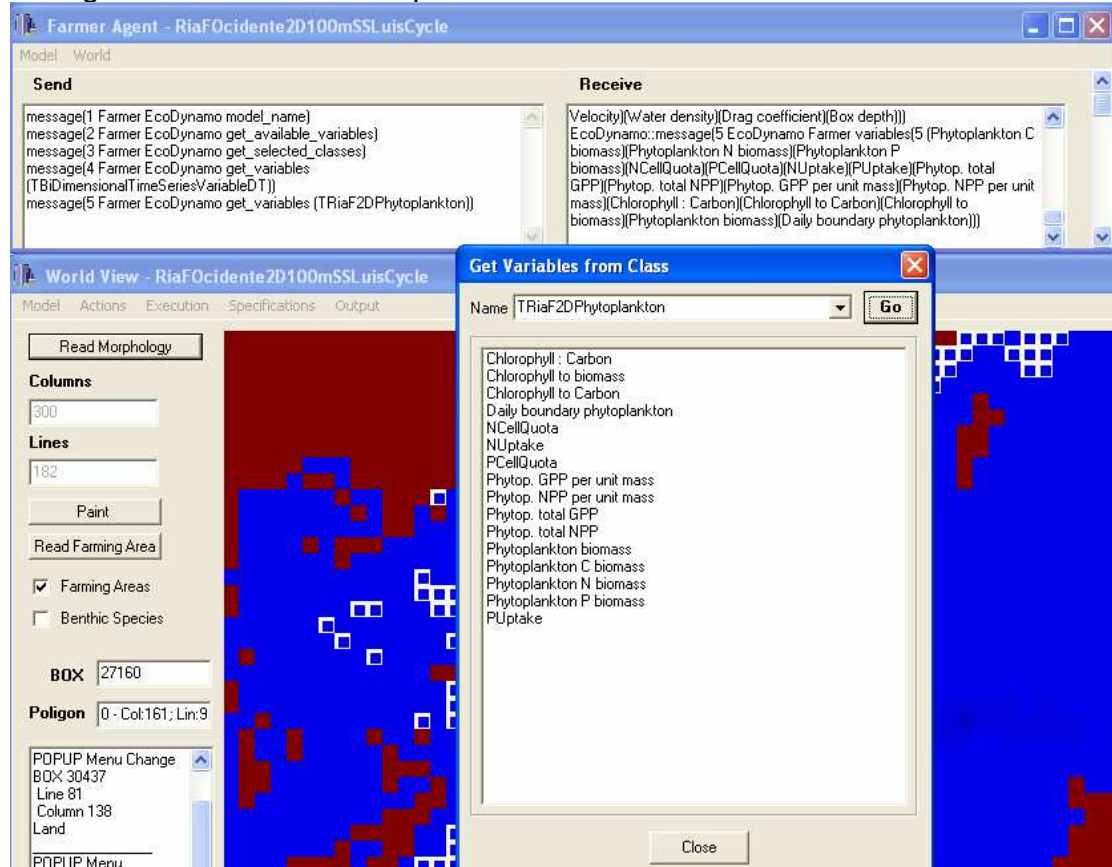 Farmer Agent - RiaFOcidente2D100mSSLuisCycle
Model World
Send
message(1 Farmer EcoDynamo model_name)
message(2 Farmer EcoDynamo get_available_variables)
message(3 Farmer EcoDynamo get_selected_classes)
message(4 Farmer EcoDynamo get_variables
(TBiDimensionalTimeSeriesVariableDT))
message(5 Farmer EcoDynamo get_variables (TRiaF2DPhytoplankton))
Receive
Velocity)(Water density)(Drag coefficient)(Box depth)))
EcoDynamo::message(5 EcoDynamo Farmer variables(5 (Phytoplankton C
biomass)(Phytoplankton N biomass)(Phytoplankton P
biomass)(NCellQuota)(PCellQuota)(NUptake)(PUptake)(Phytop. total
GPP)(Phytop. total NPP)(Phytop. GPP per unit mass)(Phytop. NPP per unit
mass)(Chlorophyll : Carbon)(Chlorophyll to Carbon)(Chlorophyll to
biomass)(Phytoplankton biomass)(Daily boundary phytoplankton)))
World View - RiaFOcidente2D100mSSLuisCycle
Model Actions Execution Specifications Output
Read Morphology
Columns
300
Lines
182
Paint
Read Farming Area
Farming Areas
Benthic Species
BOX 27160
Poligon 0 - Col:161; Lin:9
POPUP Menu Change
BOX 30437
Line 81
Column 138
Land
POPUP Menu
Get Variables from Class
Name TRiaF2DPhytoplankton Go
Chlorophyll : Carbon
Chlorophyll to biomass
Chlorophyll to Carbon
Daily boundary phytoplankton
NCellQuota
NUptake
PCellQuota
Phytop. GPP per unit mass
Phytop. NPP per unit mass
Phytop. total GPP
Phytop. total NPP
Phytoplankton biomass
Phytoplankton C biomass
Phytoplankton N biomass
Phytoplankton P biomass
PUptake
Close